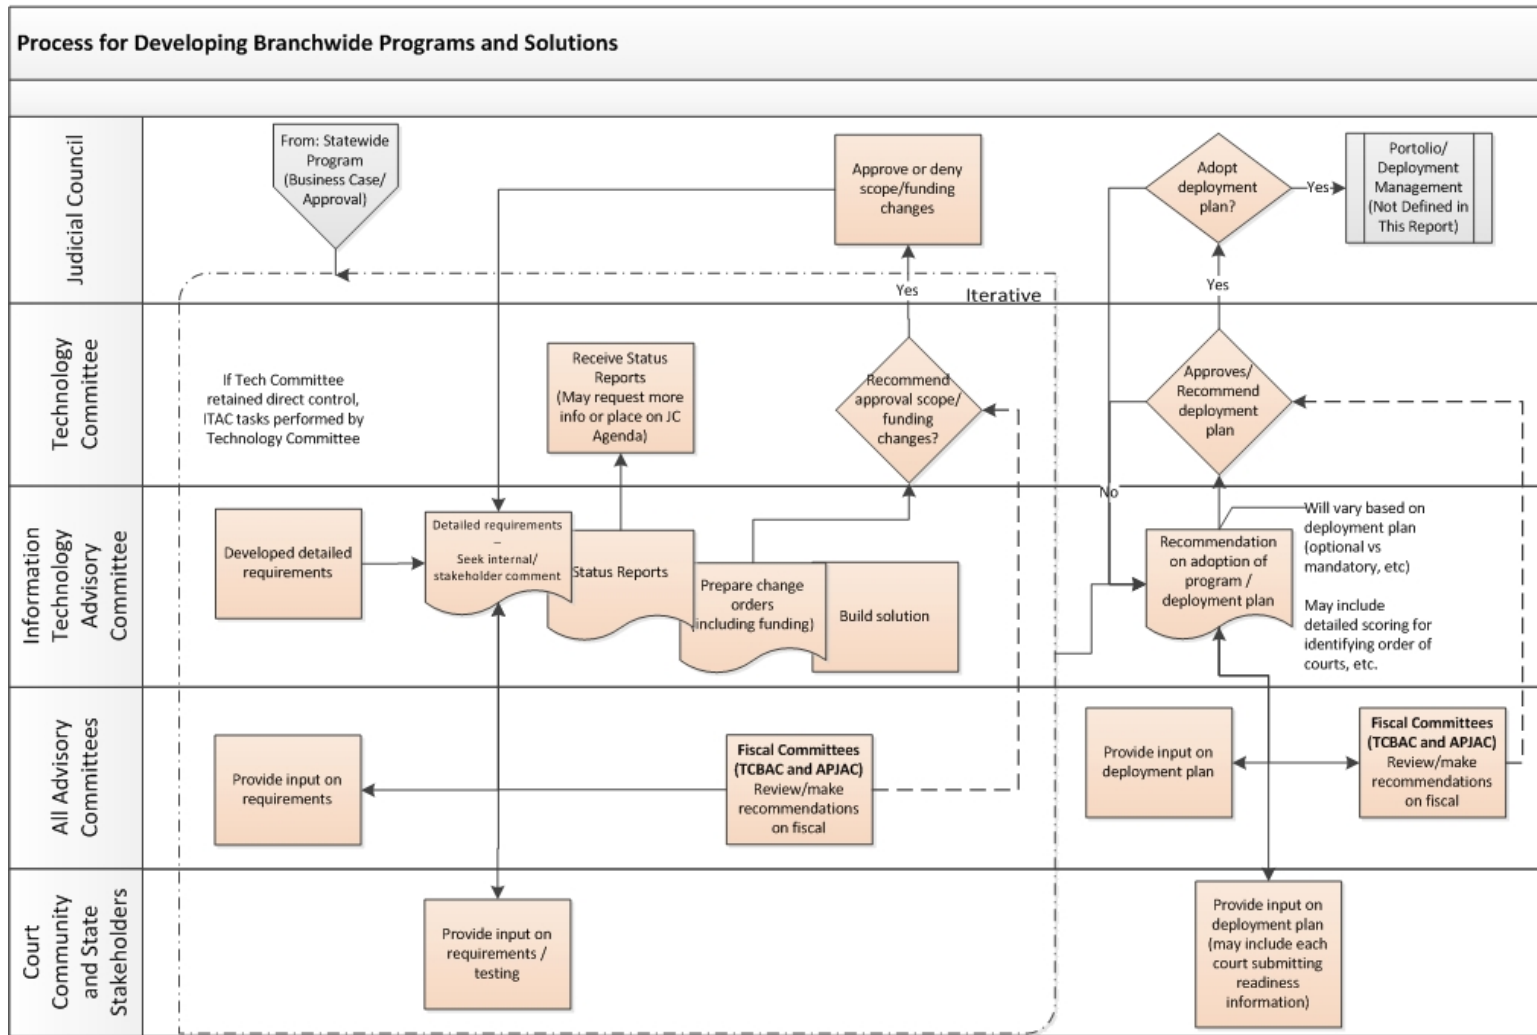 Process for Developing Branchwide Programs and Solutions
Judicial Council
From: Statewide
Program
(Business Case/
Approval)
Approve or deny
scope/funding
changes
Adopt
deployment
plan?
Yes
Portolio/
Deployment
Management
(Not Defined in
This Report)
Yes
Iterative
Yes
Technology
Committee
If Tech Committee
retained direct control,
ITAC tasks performed by
Technology Committee
Receive Status
Reports
(May request more
info or place on JC
Agenda)
Recommend
approval scope/
funding
changes?
Approves/
Recommend
deployment
plan
No
Information
Technology
Advisory
Committee
Developed detailed
requirements
Detailed requirements
–
Seek internal/
stakeholder comment
Status Reports
Prepare change
orders
(including funding)
Build solution
Recommendation
on adoption of
program /
deployment plan
Will vary based on
deployment plan
(optional vs
mandatory, etc)
May include
detailed scoring for
identifying order of
courts, etc.
All Advisory
Committees
Provide input on
requirements
Fiscal Committees
(TCBAC and APJAC)
Review/make
recommendations
on fiscal
Provide input on
deployment plan
Fiscal Committees
(TCBAC and APJAC)
Review/make
recommendations
on fiscal
Court
Community
and State
Stakeholders
Provide input on
requirements /
testing
Provide input on
deployment plan
(may include each
court submitting
readiness
information)